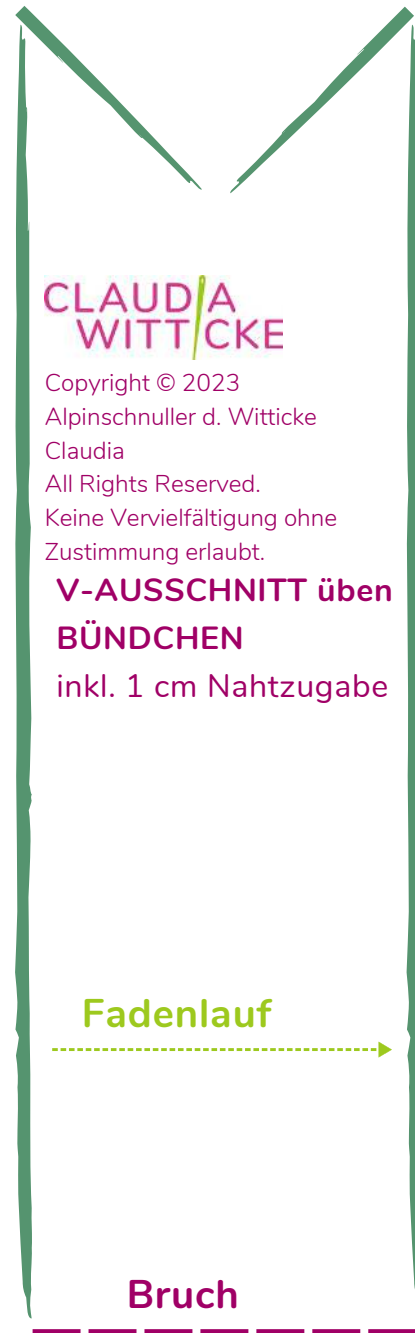 CLAUDIA
WITTICKE
Copyright © 2023
Alpinschnuller d. Witticke
Claudia
All Rights Reserved.
Keine Vervielfältigung ohne
Zustimmung erlaubt.
V-AUSSCHNITT üben
BÜNDCHEN
inkl. 1 cm Nahtzugabe
Fadenlauf
Bruch